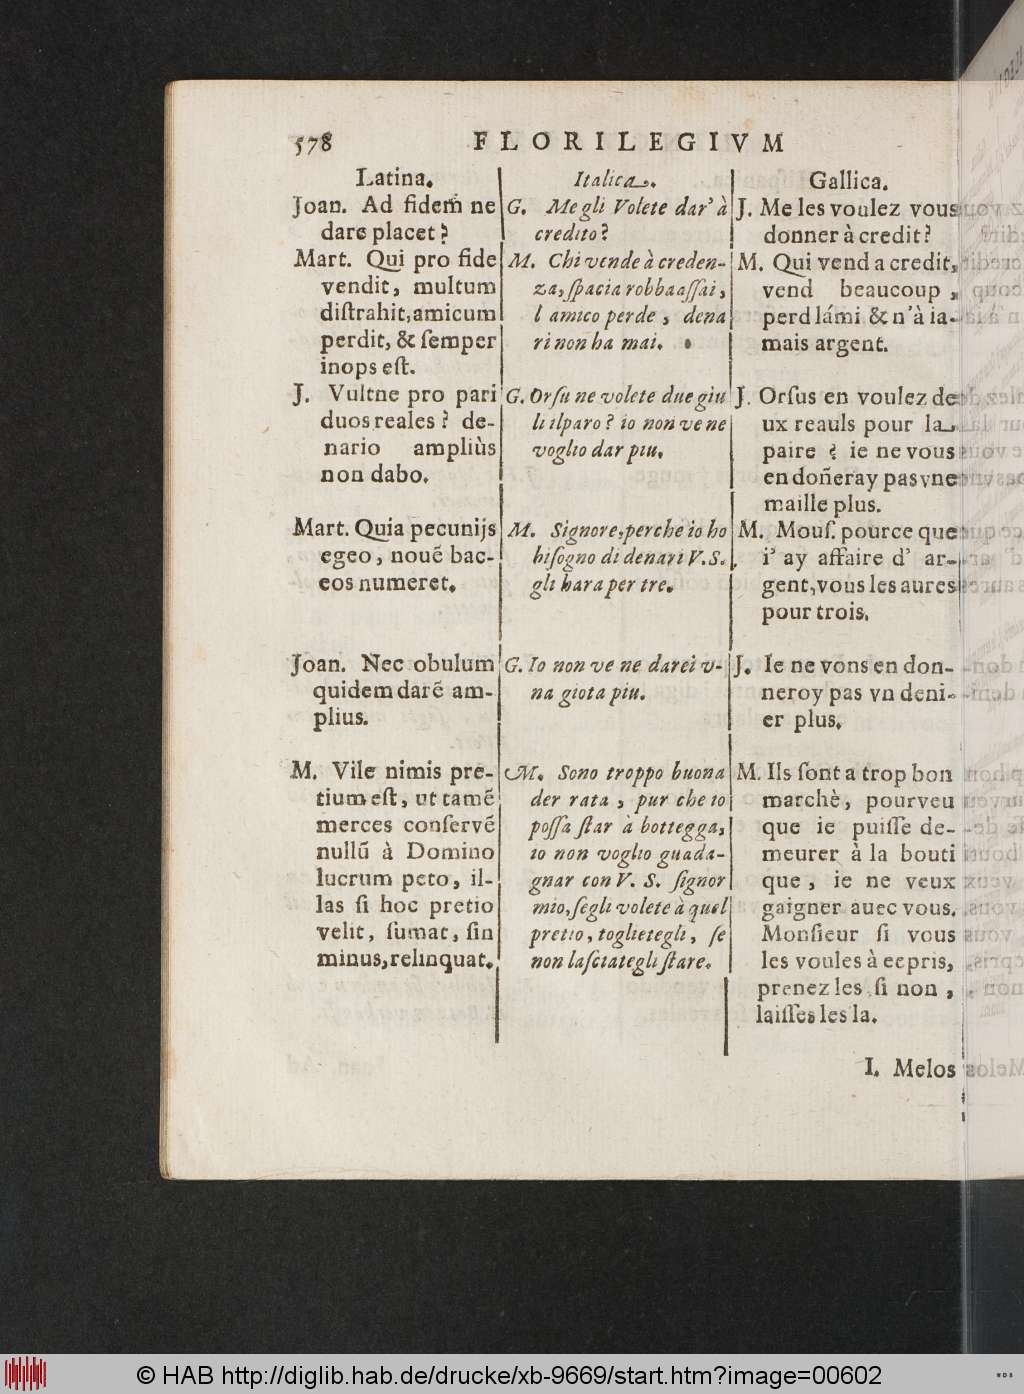 578 FLORILEGIVM
Latina.
Joan. Ad fidem ne
dare placet?
Mart. Qui pro fide
vendit, multum
diſtrahit, amicum
perdit, & ſemper
inops eſt.
J. Vultne pro pari
duos reales? de-
nario ampliùs
non dabo.
Mart. Quia pecunijs
egeo, nouẽ bac-
eos numeret.
Joan. Nec obulum
quidem darẽ am-
plius.
M. Vile nimis pre-
tium eſt, ut tamẽ
merces conſervẽ
nullũ à Domino
lucrum peto, il-
las ſi hoc pretio
velit, ſumat, ſin
minus, relinquat.
Italica.
G. Me gli Volete dar' à
credito?
M. Chi vende à creden-
za, ſpacia robba aſſai,
l amico perde, dena
ri non ha mai.
G. Orſu ne volete due giu
li ilparo? io non ve ne
voglio dar piu.
M. Signore, perche io ho
biſogno di denari V. S.
gli hara per tre.
G. Io non ve ne darei v-
na giota piu.
M. Sono troppo buona
der rata, pur che io
poſſa ſtar à bottegga,
io non voglio guada-
gnar con V. S. ſignor
mio, ſegli volete à quel
pretio, toglietegli, ſe
non laſciategli ſtare.
Gallica.
J. Me les voulez vous
donner à credit?
M. Qui vend a credit,
vend beaucoup,
perd lámi & n'à ia-
mais argent.
J. Orſus en voulez de
ux reauls pour la
paire? ie ne vous
en doñeray pas vne
maille plus.
M. Mouſ. pource que
i' ay affaire d' ar-
gent, vous les aures
pour trois.
J. Ie ne vons en don-
neroy pas vn deni-
er plus.
M. Ils ſont a trop bon
marchè, pourveu
que ie puiſſe de-
meurer à la bouti
que, ie ne veux
gaigner auec vous.
Monſieur ſi vous
les voules à ce pris,
prenez les ſi non,
laiſſes les la.
I. Melos
© HAB http://diglib.hab.de/drucke/xb-9669/start.htm?image=00602